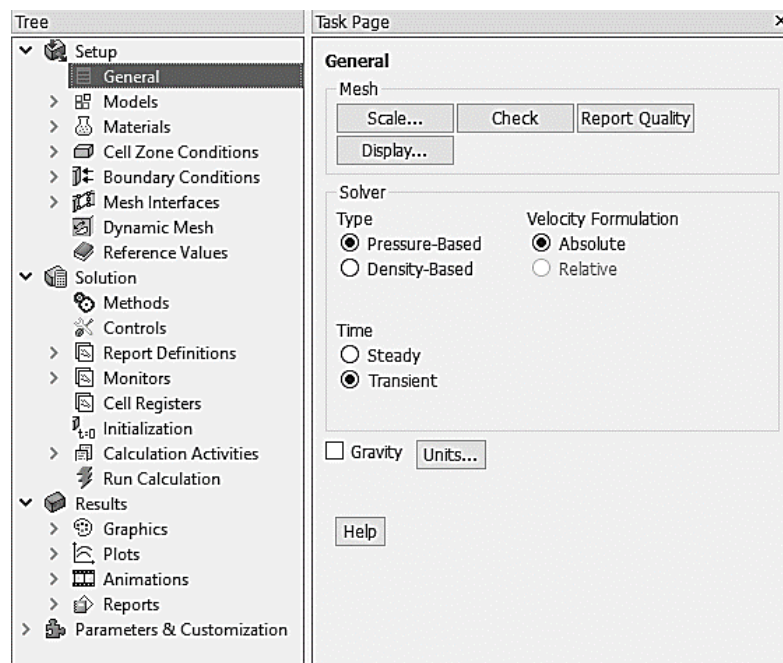 Tree
Setup
General
Models
Materials
Cell Zone Conditions
Boundary Conditions
Mesh Interfaces
Dynamic Mesh
Reference Values
Solution
Methods
Controls
Report Definitions
Monitors
Cell Registers
t=0 Initialization
Calculation Activities
Run Calculation
Results
Graphics
Plots
Animations
Reports
Parameters & Customization
Task Page
General
Mesh
Scale... Check Report Quality
Display...
Solver
Type Velocity Formulation
Pressure-Based Absolute
Density-Based Relative
Time
Steady
Transient
Gravity Units...
Help